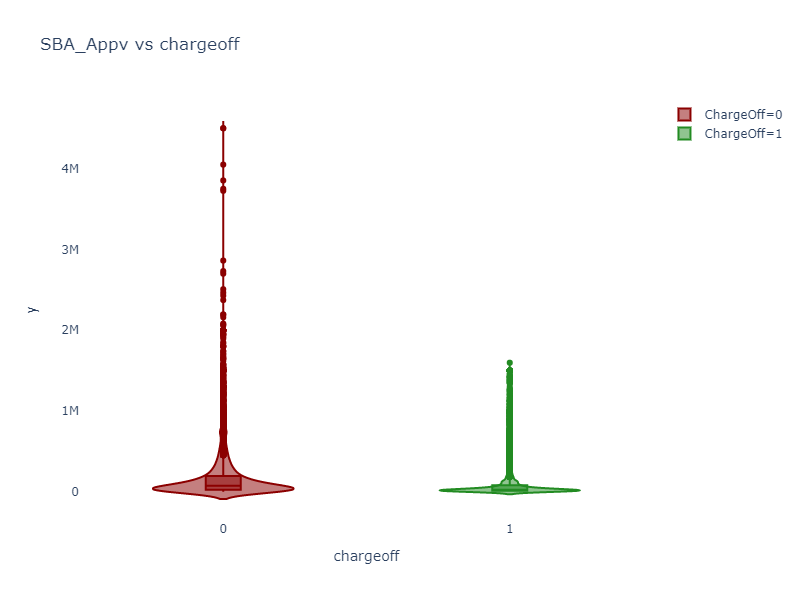 SBA_Appv vs chargeoff
ChargeOff=0
ChargeOff=1
4M
3M
2M
1M
0
y
0
1
chargeoff